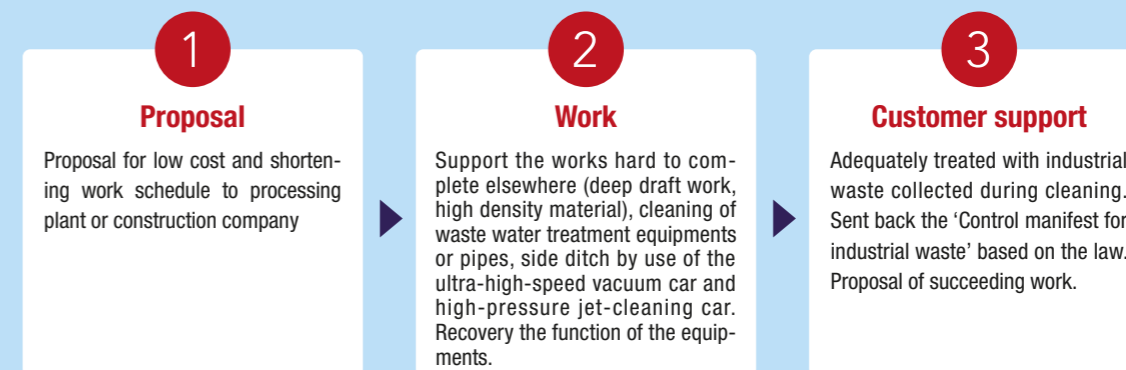 1
Proposal
Proposal for low cost and shorten-
ing work schedule to processing
plant or construction company
2
Work
Support the works hard to com-
plete elsewhere (deep draft work,
high density material), cleaning of
waste water treatment equipments
or pipes, side ditch by use of the
ultra-high-speed vacuum car and
high-pressure jet-cleaning car.
Recovery the function of the equip-
ments.
3
Customer support
Adequately treated with industrial
waste collected during cleaning.
Sent back the ‘Control manifest for
industrial waste’ based on the law.
Proposal of succeeding work.